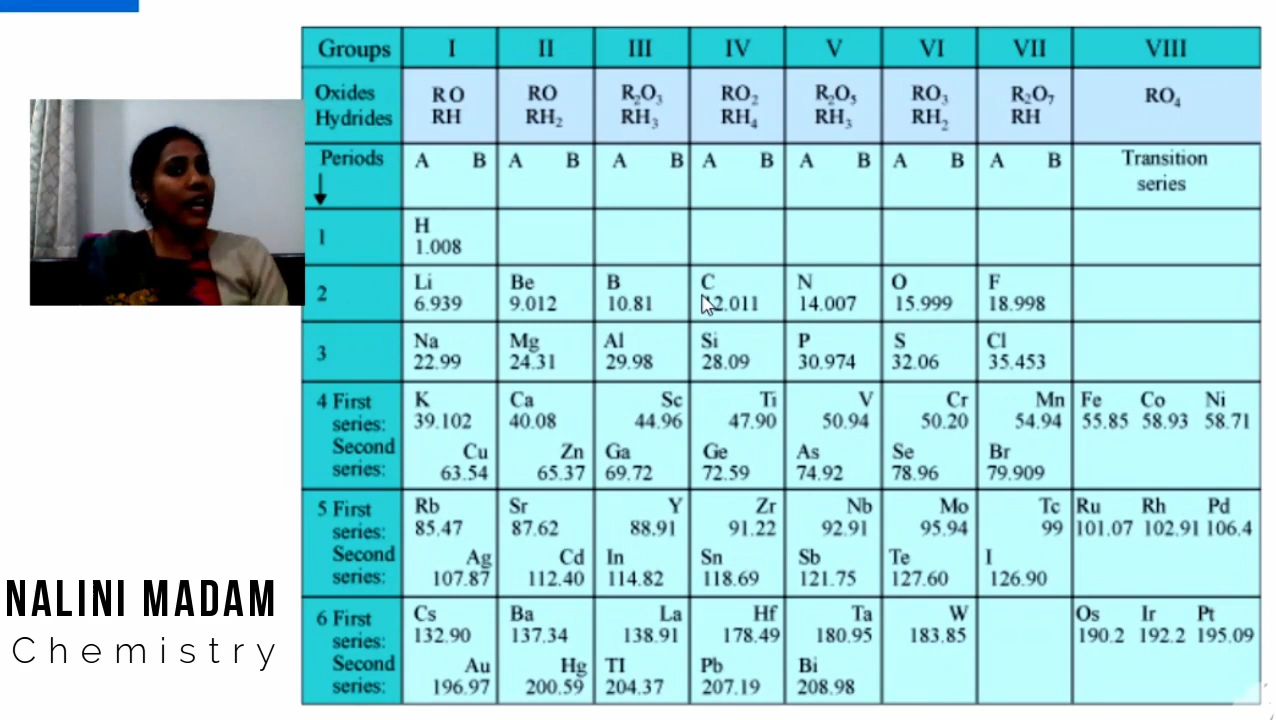 Groups I II III IV V VI VII VIII
Oxides RO RO R₂O₃ RO₂ R₂O₅ RO₃ R₂O₇ RO₄
Hydrides RH RH₂ RH₃ RH₄ RH₃ RH₂ RH
Periods A B A B A B A B A B A B A B Transition
series
1 H
1.008
2 Li Be B C N O F
6.939 9.012 10.81 12.011 14.007 15.999 18.998
3 Na Mg Al Si P S Cl
22.99 24.31 29.98 28.09 30.974 32.06 35.453
4 First K Ca Sc Ti V Cr Mn Fe Co Ni
series: 39.102 40.08 44.96 47.90 50.94 50.20 54.94 55.85 58.93 58.71
Second Cu Zn Ga Ge As Se Br
series: 63.54 65.37 69.72 72.59 74.92 78.96 79.909
5 First Rb Sr Y Zr Nb Mo Tc Ru Rh Pd
series: 85.47 87.62 88.91 91.22 92.91 95.94 99 101.07 102.91 106.4
Second Ag Cd In Sn Sb Te I
series: 107.87 112.40 114.82 118.69 121.75 127.60 126.90
6 First Cs Ba La Hf Ta W Os Ir Pt
series: 132.90 137.34 138.91 178.49 180.95 183.85 190.2 192.2 195.09
Second Au Hg TI Pb Bi
series: 196.97 200.59 204.37 207.19 208.98
NALINI MADAM
Chemistry